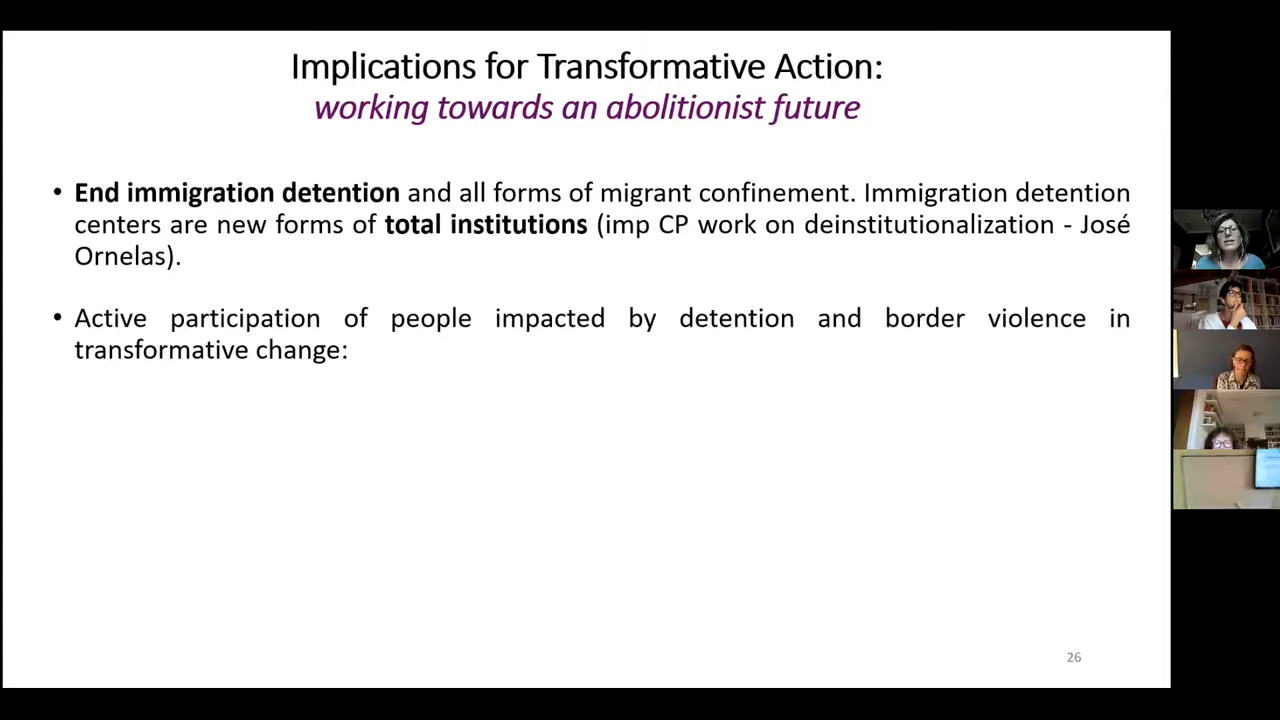 Implications for Transformative Action:
working towards an abolitionist future
• End immigration detention and all forms of migrant confinement. Immigration detention
centers are new forms of total institutions (imp CP work on deinstitutionalization - José
Ornelas).
• Active participation of people impacted by detention and border violence in
transformative change:
26